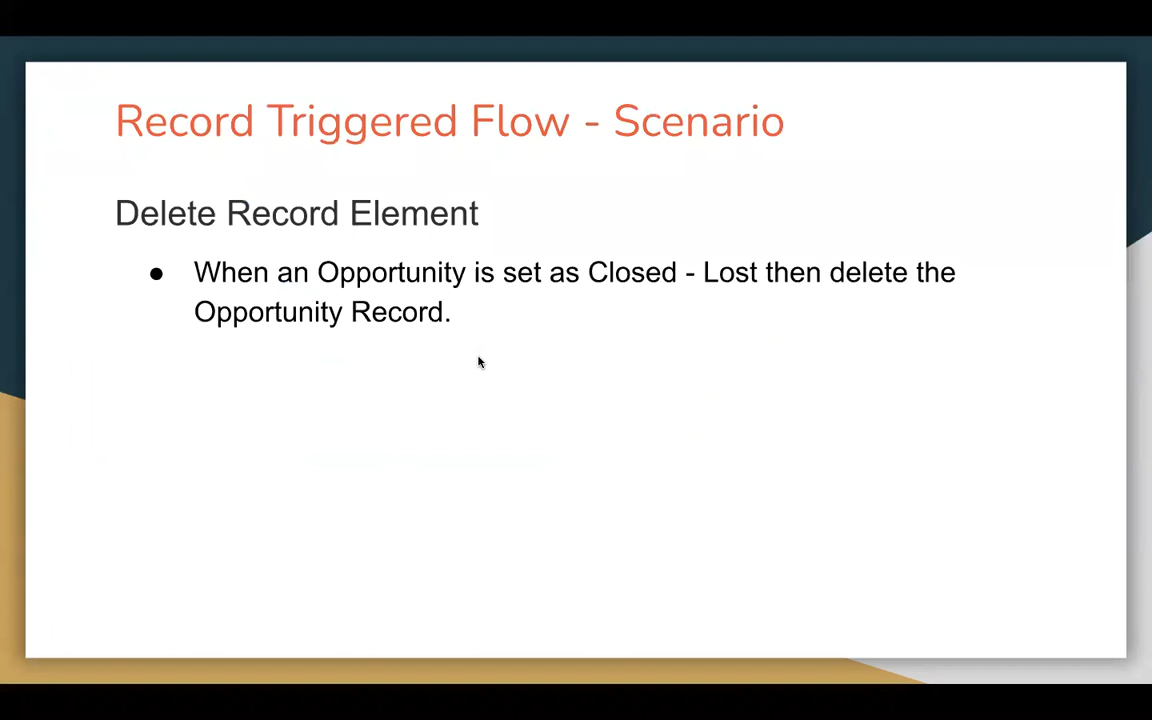 Record Triggered Flow - Scenario
Delete Record Element
● When an Opportunity is set as Closed - Lost then delete the
Opportunity Record.